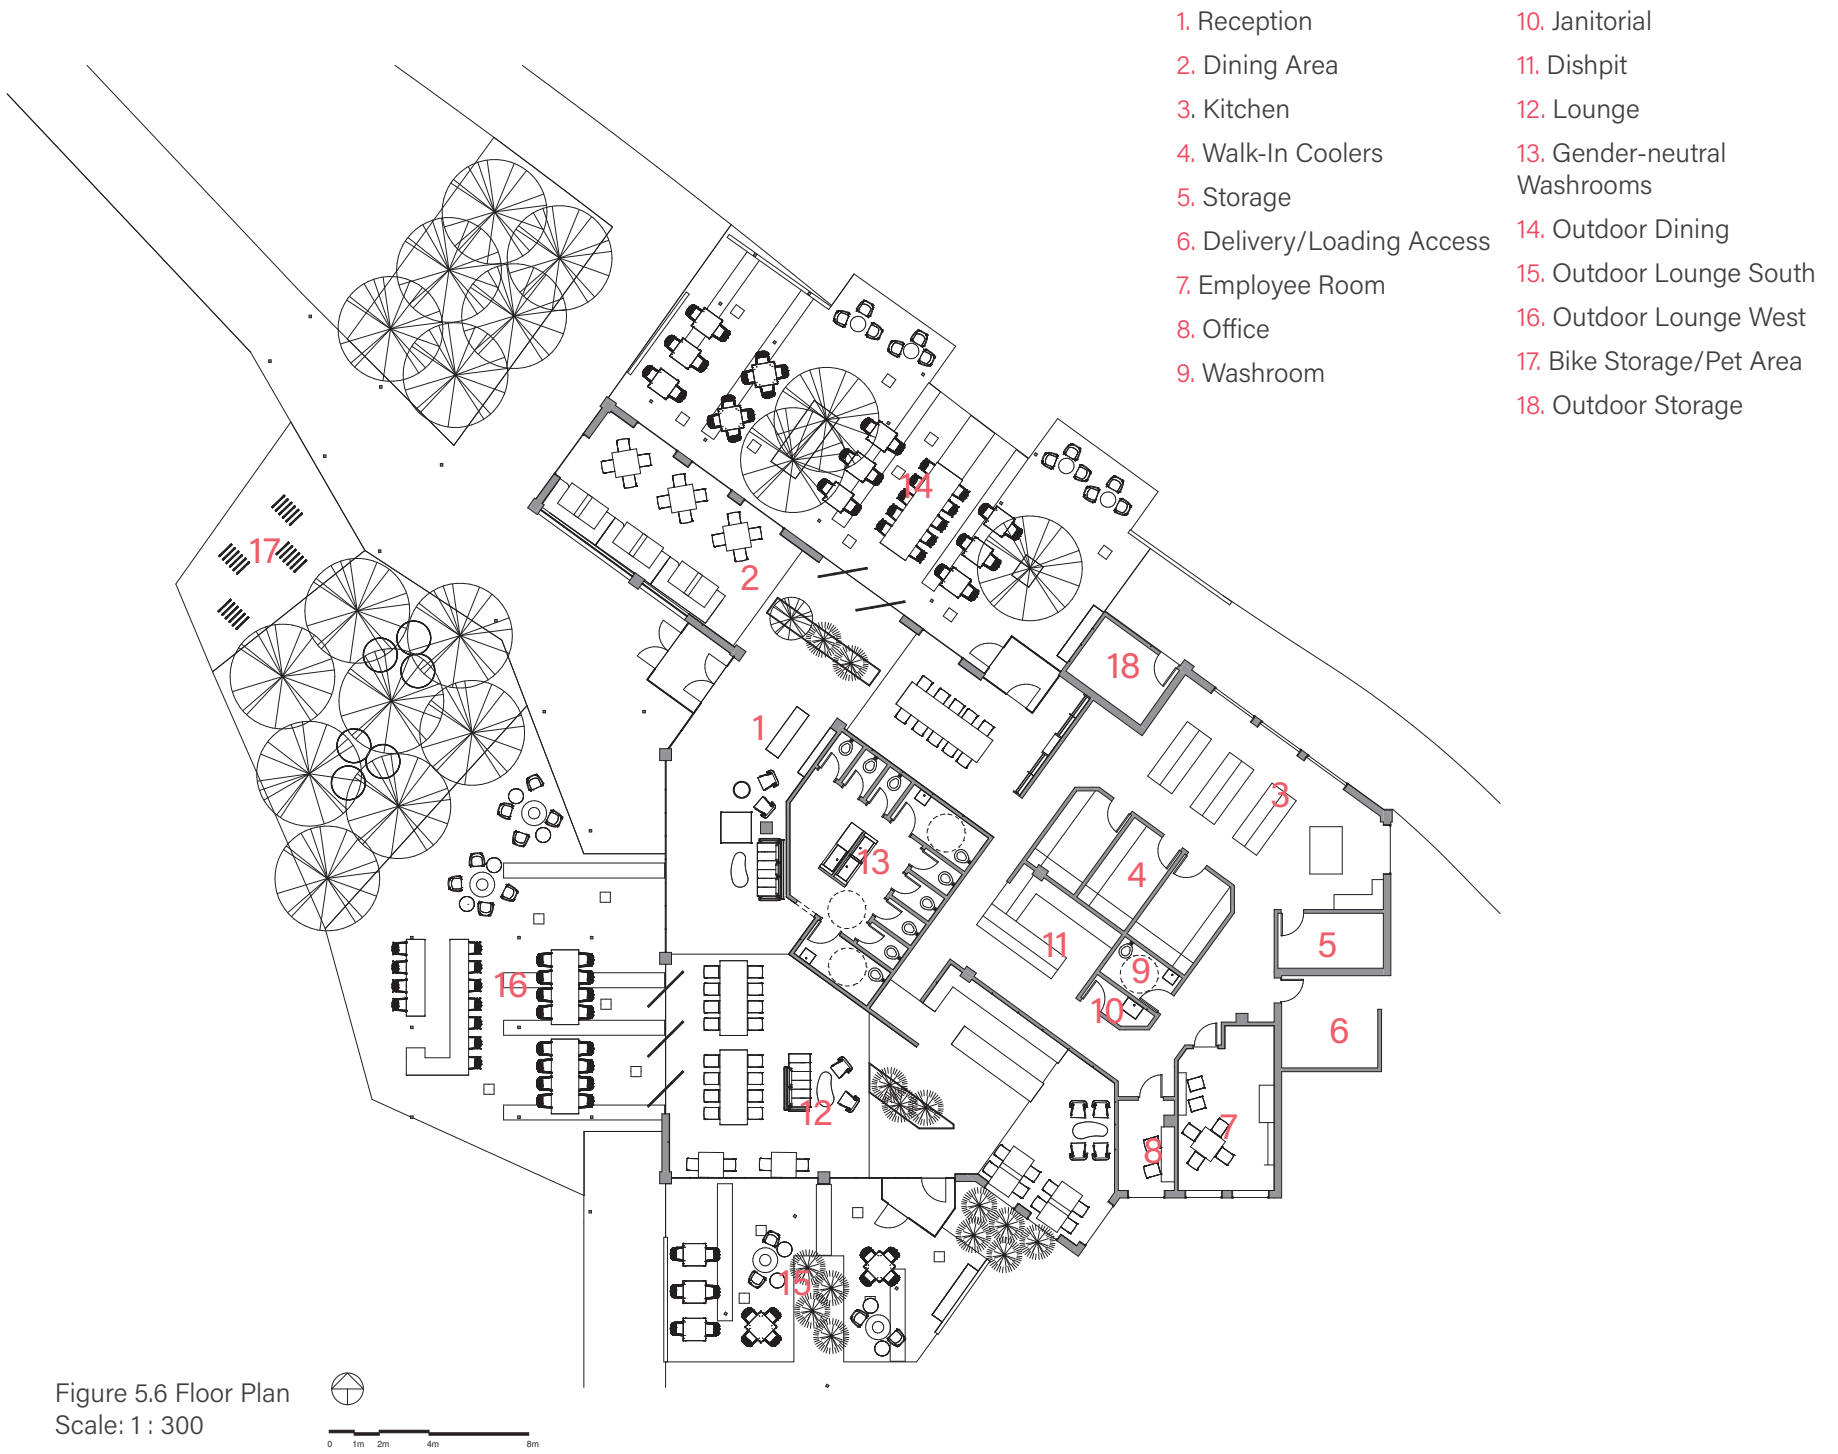 1. Reception
2. Dining Area
3. Kitchen
4. Walk-In Coolers
5. Storage
6. Delivery/Loading Access
7. Employee Room
8. Office
9. Washroom
10. Janitorial
11. Dishpit
12. Lounge
13. Gender-neutral
Washrooms
14. Outdoor Dining
15. Outdoor Lounge South
16. Outdoor Lounge West
17. Bike Storage/Pet Area
18. Outdoor Storage
14
17
2
18
1
3
13
4
11
5
9
16
10
6
12
7
8
15
Figure 5.6 Floor Plan
Scale: 1 : 300
0 1m 2m 4m 8m